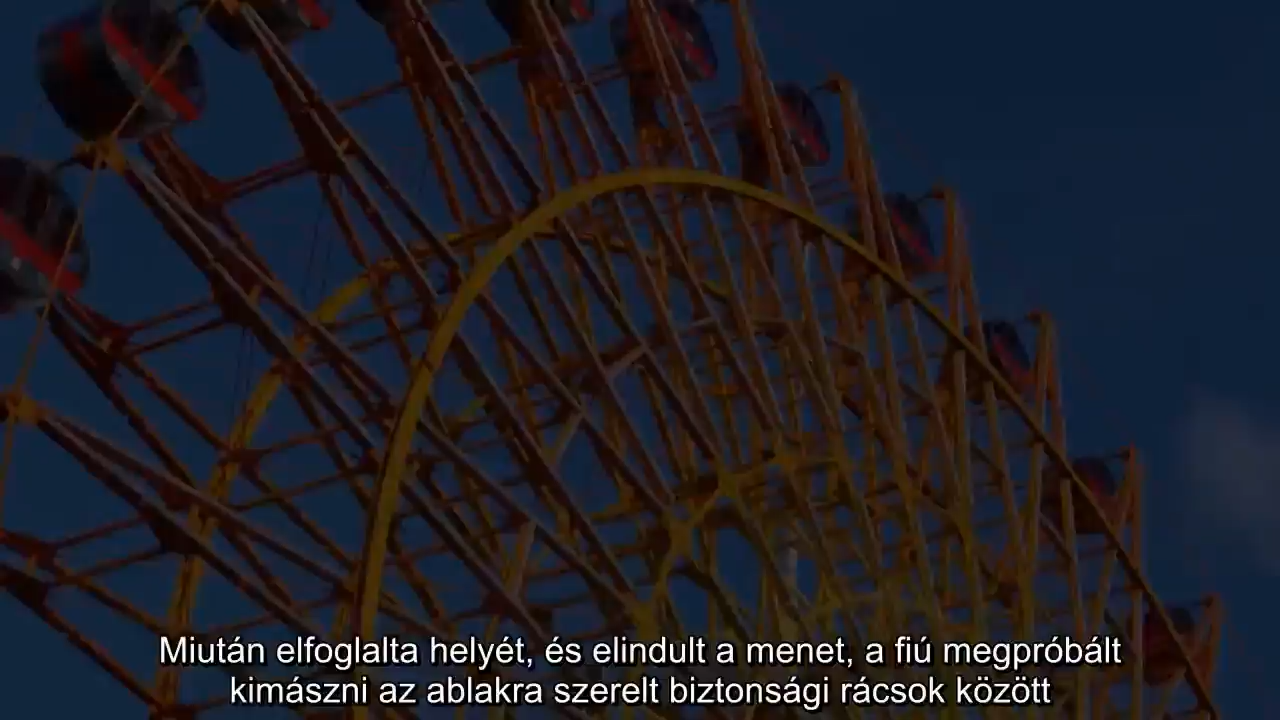 Miután elfoglalta helyét, és elindult a menet, a fiú megpróbált
kimászni az ablakra szerelt biztonsági rácsok között